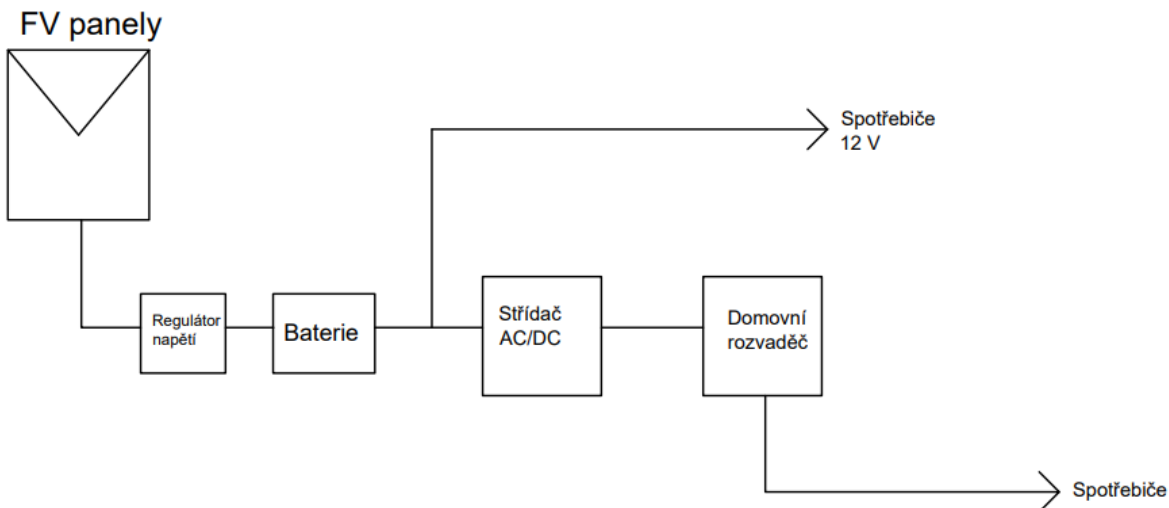 FV panely
Spotřebiče
12 V
Regulátor
napětí
Baterie
Střídač
AC/DC
Domovní
rozvaděč
Spotřebiče